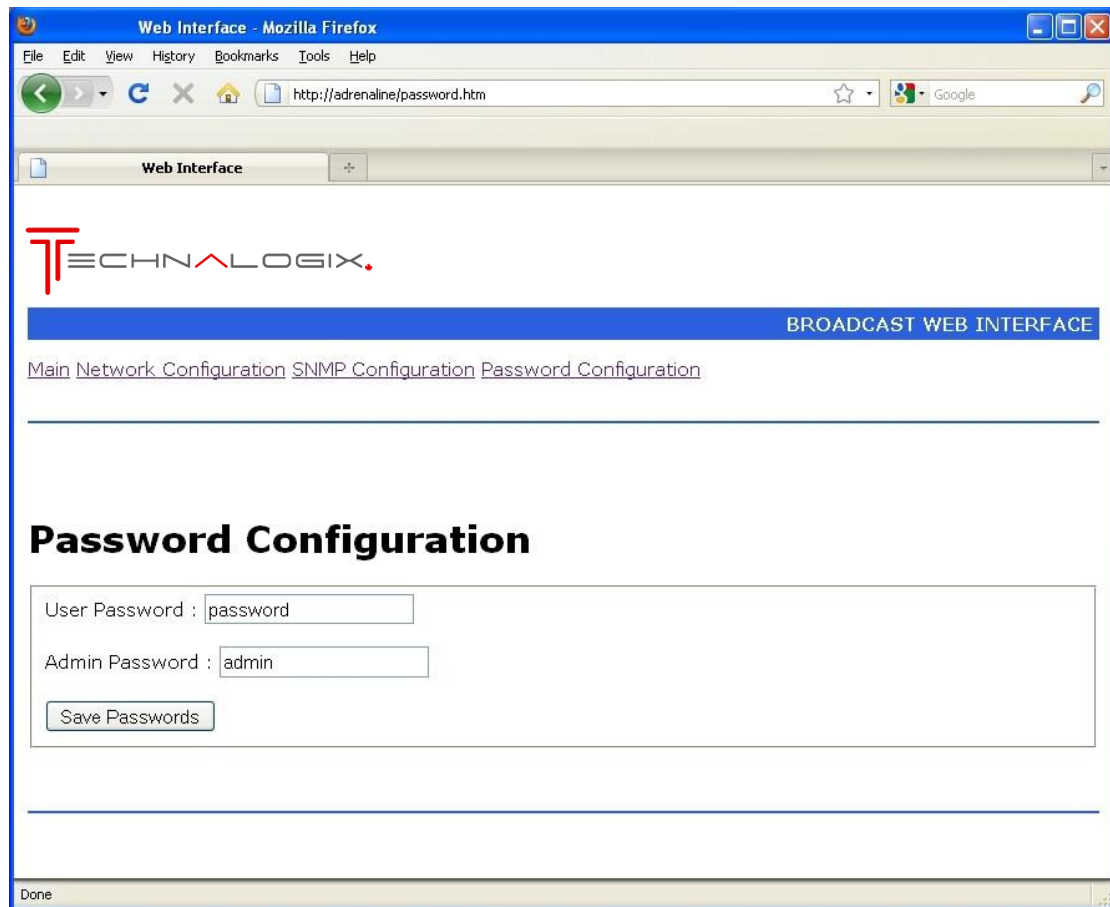 Web Interface - Mozilla Firefox
File Edit View History Bookmarks Tools Help
http://adrenaline/password.htm Google
Web Interface
TECHNALOGIX.
BROADCAST WEB INTERFACE
Main Network Configuration SNMP Configuration Password Configuration
Password Configuration
User Password : password
Admin Password : admin
Save Passwords
Done